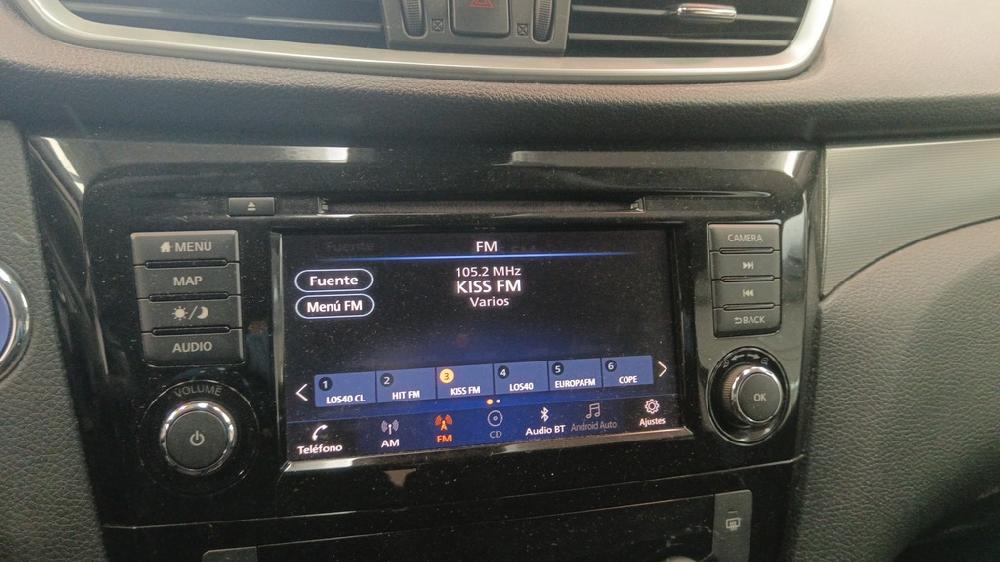 MENU
MAP
AUDIO
VOLUME
Fuente
FM
Fuente
Menú FM
105.2 MHz
KISS FM
Varios
1 LOS40 CL
2 HIT FM
3 KISS FM
4 LOS40
5 EUROPAFM
6 COPE
Teléfono
AM
FM
CD
Audio BT
Android Auto
Ajustes
CAMERA
BACK
OK